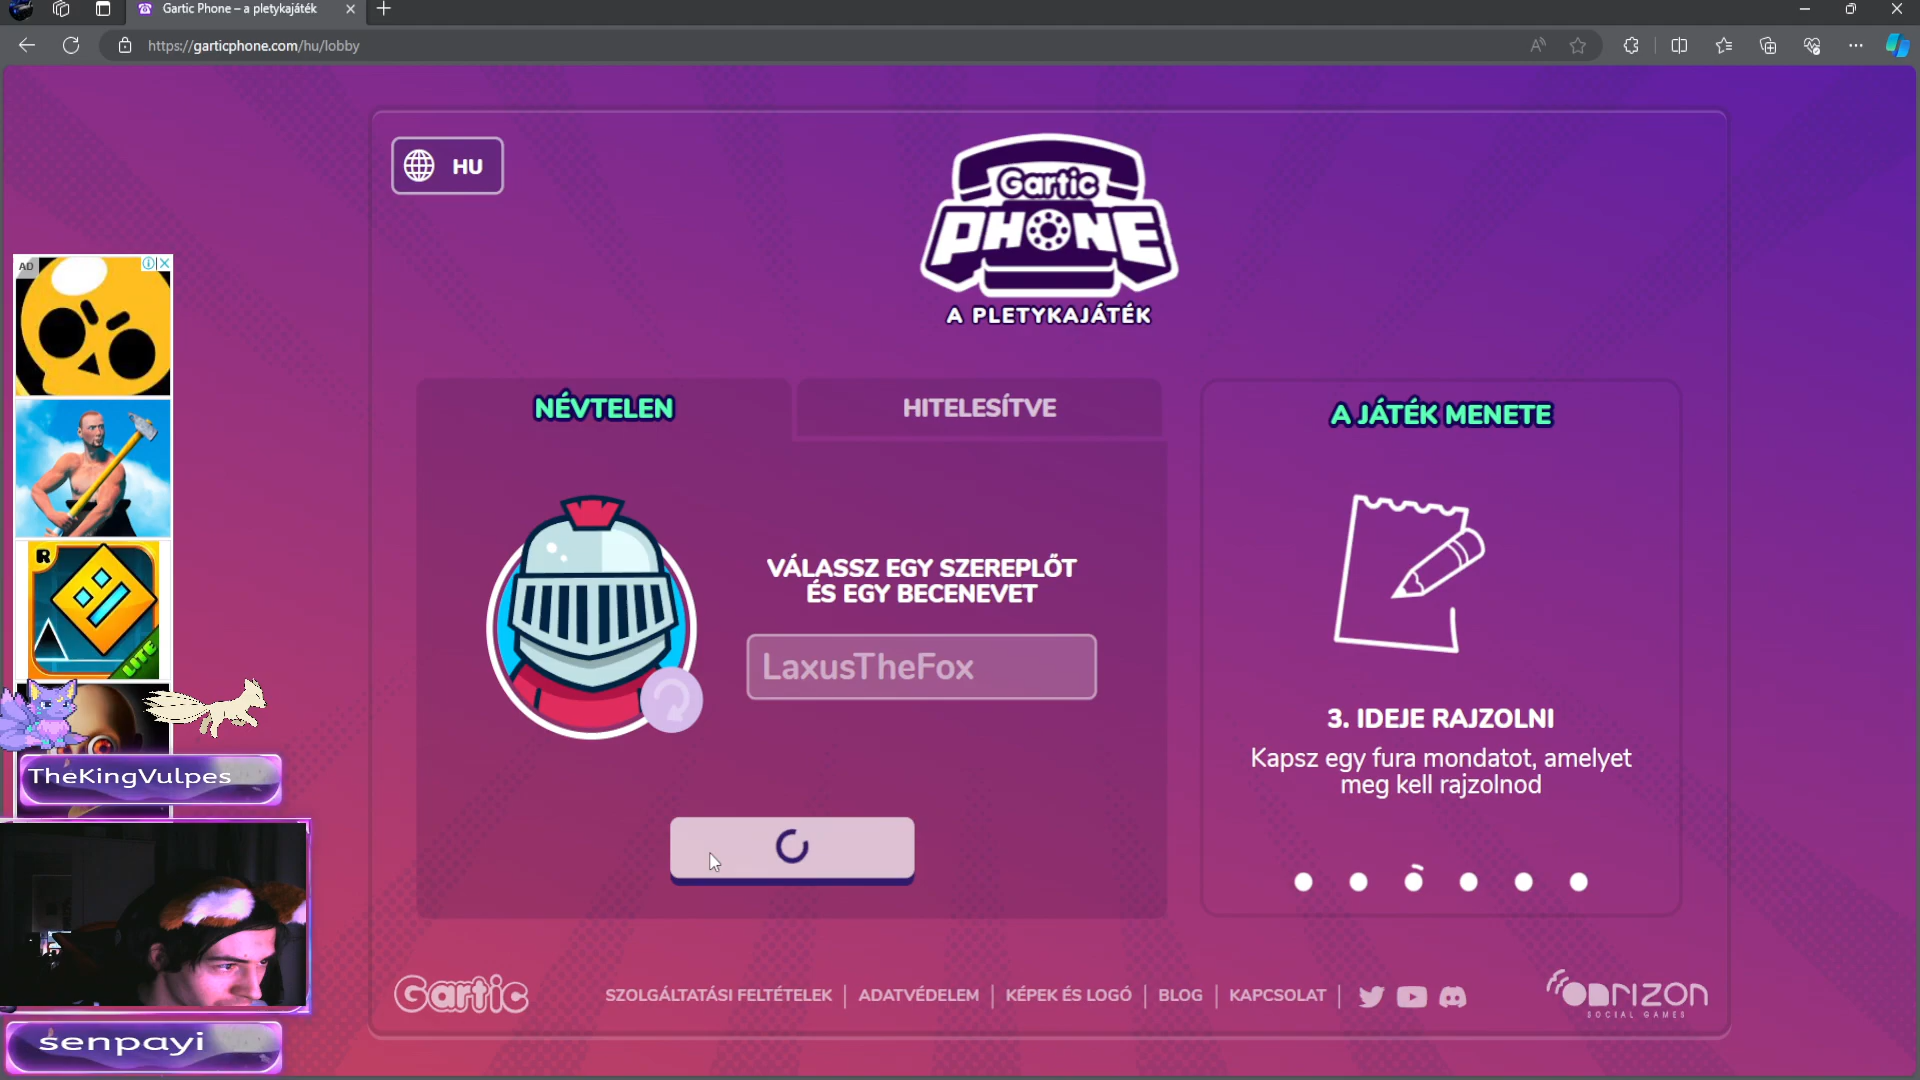 Gartic Phone – a pletykajáték
https://garticphone.com/hu/lobby
HU
Gartic
PHONE
A PLETYKAJÁTÉK
AD
NÉVTELEN
HITELESÍTVE
A JÁTÉK MENETE
VÁLASSZ EGY SZEREPLŐT
ÉS EGY BECENEVET
LaxusTheFox
R
LITE
3. IDEJE RAJZOLNI
Kapsz egy fura mondatot, amelyet
meg kell rajzolnod
TheKingVulpes
Gartic
SZOLGÁLTATÁSI FELTÉTELEK | ADATVÉDELEM | KÉPEK ÉS LOGÓ | BLOG | KAPCSOLAT |
ONRIZON
SOCIAL GAMES
senpayi